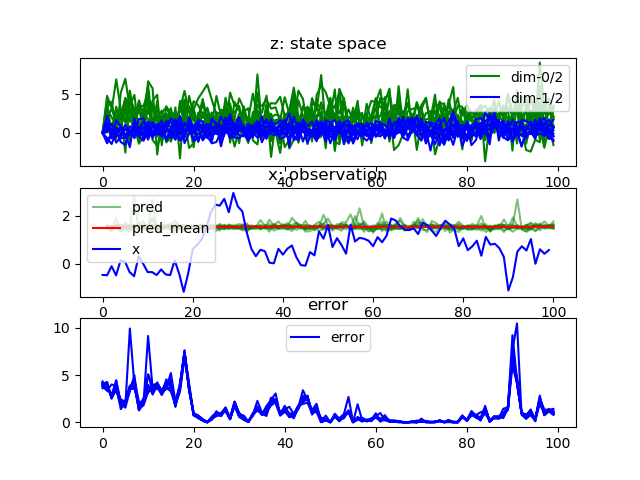 z: state space
dim-0/2
dim-1/2
5
0
0 20 40 60 80 100
x: observation
pred
pred_mean
x
2
0
0 20 40 60 80 100
error
error
10
5
0
0 20 40 60 80 100